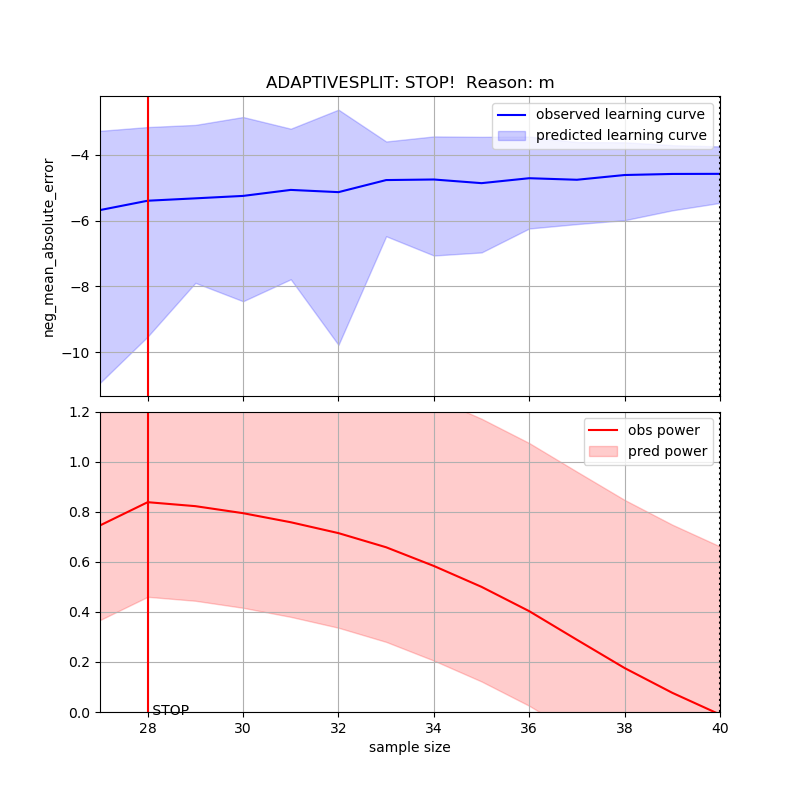 ADAPTIVESPLIT: STOP!  Reason: m
observed learning curve
predicted learning curve
neg_mean_absolute_error
−4
−6
−8
−10
obs power
pred power
1.2
1.0
0.8
0.6
0.4
0.2
0.0
STOP
28
30
32
34
36
38
40
sample size